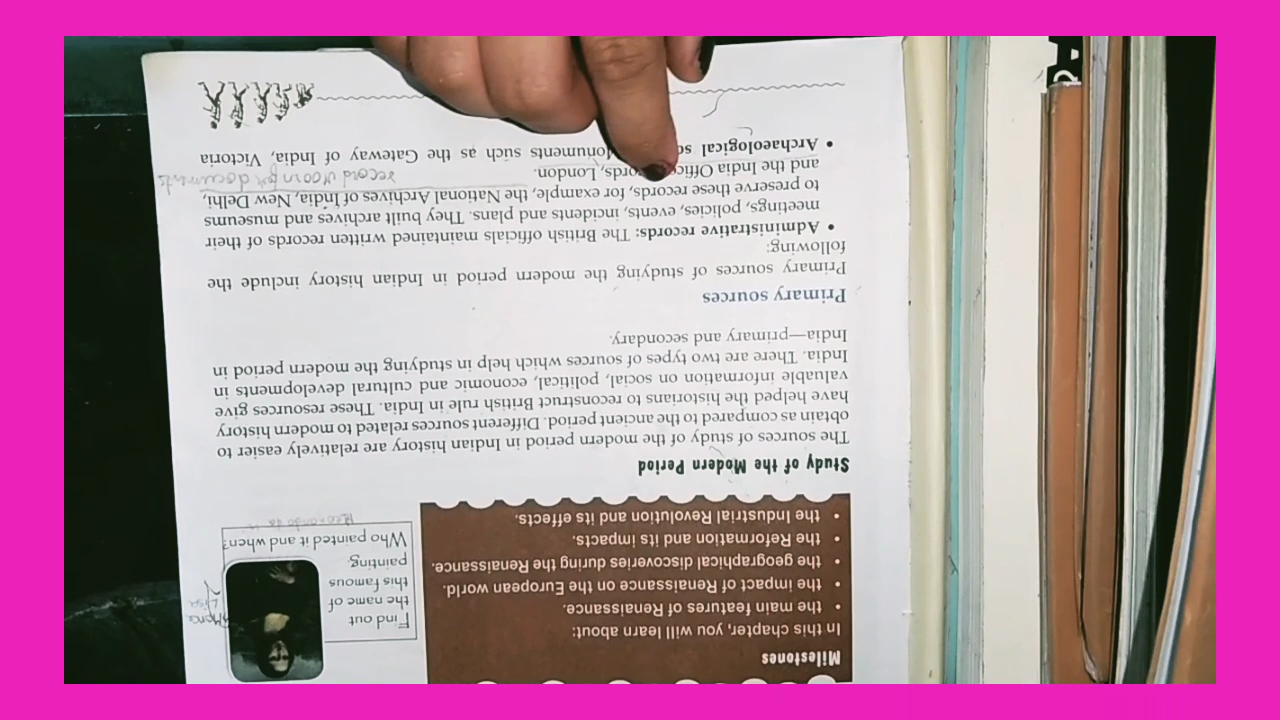 Milestones
In this chapter, you will learn about:
• the main features of Renaissance.
• the impact of Renaissance on the European world.
• the geographical discoveries during the Renaissance.
• the Reformation and its impacts.
• the Industrial Revolution and its effects.
Find out
the name of
this famous
painting.
Who painted it and when?
Mona
Lisa
Study of the Modern Period
The sources of study of the modern period in Indian history are relatively easier to
obtain as compared to the ancient period. Different sources related to modern history
have helped the historians to reconstruct British rule in India. These resources give
valuable information on social, political, economic and cultural developments in
India. There are two types of sources which help in studying the modern period in
India—primary and secondary.
Primary sources
Primary sources of studying the modern period in Indian history include the
following:
• Administrative records: The British officials maintained written records of their
meetings, policies, events, incidents and plans. They built archives and museums
to preserve these records, for example, the National Archives of India, New Delhi,
and the India Office London.
record room for documents
• Archaeological Monuments such as the Gateway of India, Victoria